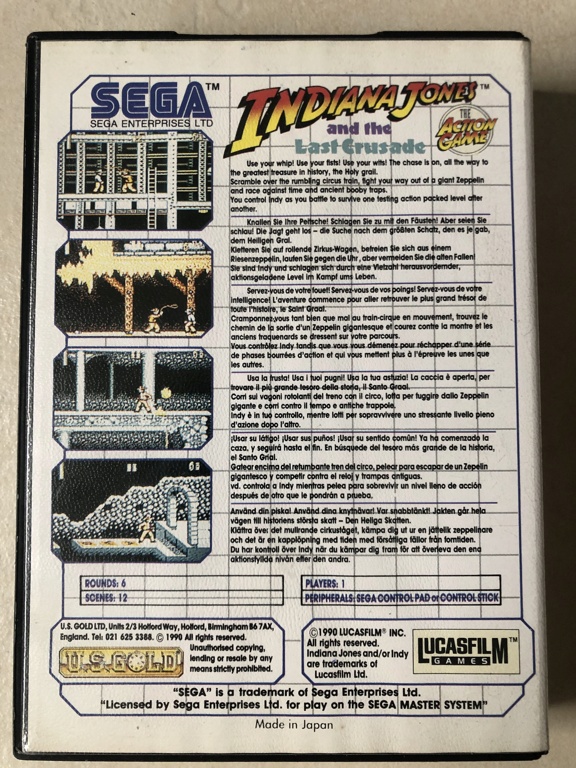 SEGA™
SEGA ENTERPRISES LTD
INDIANA JONES™
and the
Last Crusade
THE
ACTION
GAME
Use your whip! Use your fists! Use your wits! The chase is on, all the way to
the greatest treasure in history, the Holy grail.
Scramble over the rumbling circus train, fight your way out of a giant Zeppelin
and race against time and ancient booby traps.
You control Indy as you battle to survive one testing action packed level after
another.
Knallen Sie Ihre Peitsche! Schlagen Sie zu mit den Fäusten! Aber seien Sie
schlau! Die Jagd geht los – die Suche nach dem größten Schatz, den es je gab,
dem Heiligen Gral.
Klettern Sie auf rollende Zirkus-Wagen, betreien Sie sich aus einem
Riesenzeppelin, laufen Sie gegen die Uhr, aber vermeiden Sie die alten Fallen!
Sie sind Indy und schlagen sich durch eine Vielzahl herausvordernder,
aktionsgeladene Level im Kampf ums Leben.
Servez-vous de votre fouet! Servez-vous de vos poings! Servez-vous de votre
intelligence! L'aventure commence pour aller retrouver le plus grand trésor de
toute l'histoire, le Saint Graal.
Cramponnez-vous tant bien que mal au train-cirque en mouvement, trouvez le
chemin de la sortie d'un Zeppelin gigantesque et courez contre la montre et les
anciens traquenards se dressent sur votre parcours.
Vous contrôlez Indy tandis que vous vous démenez pour réchapper d'une série
de phases bourrées d'action et qui vous mettent plus à l'épreuve les unes que
les autres.
Usa la frusta! Usa i tuoi pugni! Usa la tua astuzia! La caccia è aperta, per
trovare il più grande tesoro della storia, il Santo Graal.
Corri sui vagoni rotolanti del treno con il circo, lotta per fuggire dallo Zeppelin
gigante e corri contro il tempo e antiche trappole.
Indy è in tuo controllo, mentre lotti per sopravvivere uno stressante livello pieno
d'azione dopo l'altro.
¡Usar su látigo! ¡Usar sus puños! ¡Usar su sentido común! Ya ha comenzado la
caza, y seguirá hasta el fin. En búsqueda del tesoro más grande de la historia,
el Santo Grial.
Gatear encima del retumbante tren del circo, pelear para escapar de un Zepelin
gigantesco y competir contra el reloj y trampas antiguas.
vd. controla a Indy mientras pelea para sobrevivir un nivel lleno de acción
después de otro que le pondrán a prueba.
Använd din piska! Använd dina knytnävar! Var snabbtänkt! Jakten går hela
vägen till historiens största skatt – Den Heliga Skatten.
Klättra över det mullrande cirkuståget, kämpa dig ut ur en jättelik zeppelinare
och det är en kapplöpning med tiden med försåtliga fällor från forntiden.
Du har kontroll över Indy när du kämpar dig fram för att överleva den ena
aktionsfyllda nivån efter den andra.
ROUNDS: 6
SCENES: 12
PLAYERS: 1
PERIPHERALS: SEGA CONTROL PAD or CONTROL STICK
U.S. GOLD LTD, Units 2/3 Holford Way, Holford, Birmingham B6 7AX,
England. Tel: 021 625 3388. © 1990 All rights reserved.
U.S. GOLD!
Unauthorised copying,
lending or resale by any
means strictly prohibited.
©1990 LUCASFILM® INC.
All rights reserved.
Indiana Jones and/or Indy
are trademarks of
Lucasfilm Ltd.
LUCASFILM™
GAMES
"SEGA" is a trademark of Sega Enterprises Ltd.
"Licensed by Sega Enterprises Ltd. for play on the SEGA MASTER SYSTEM"
Made in Japan